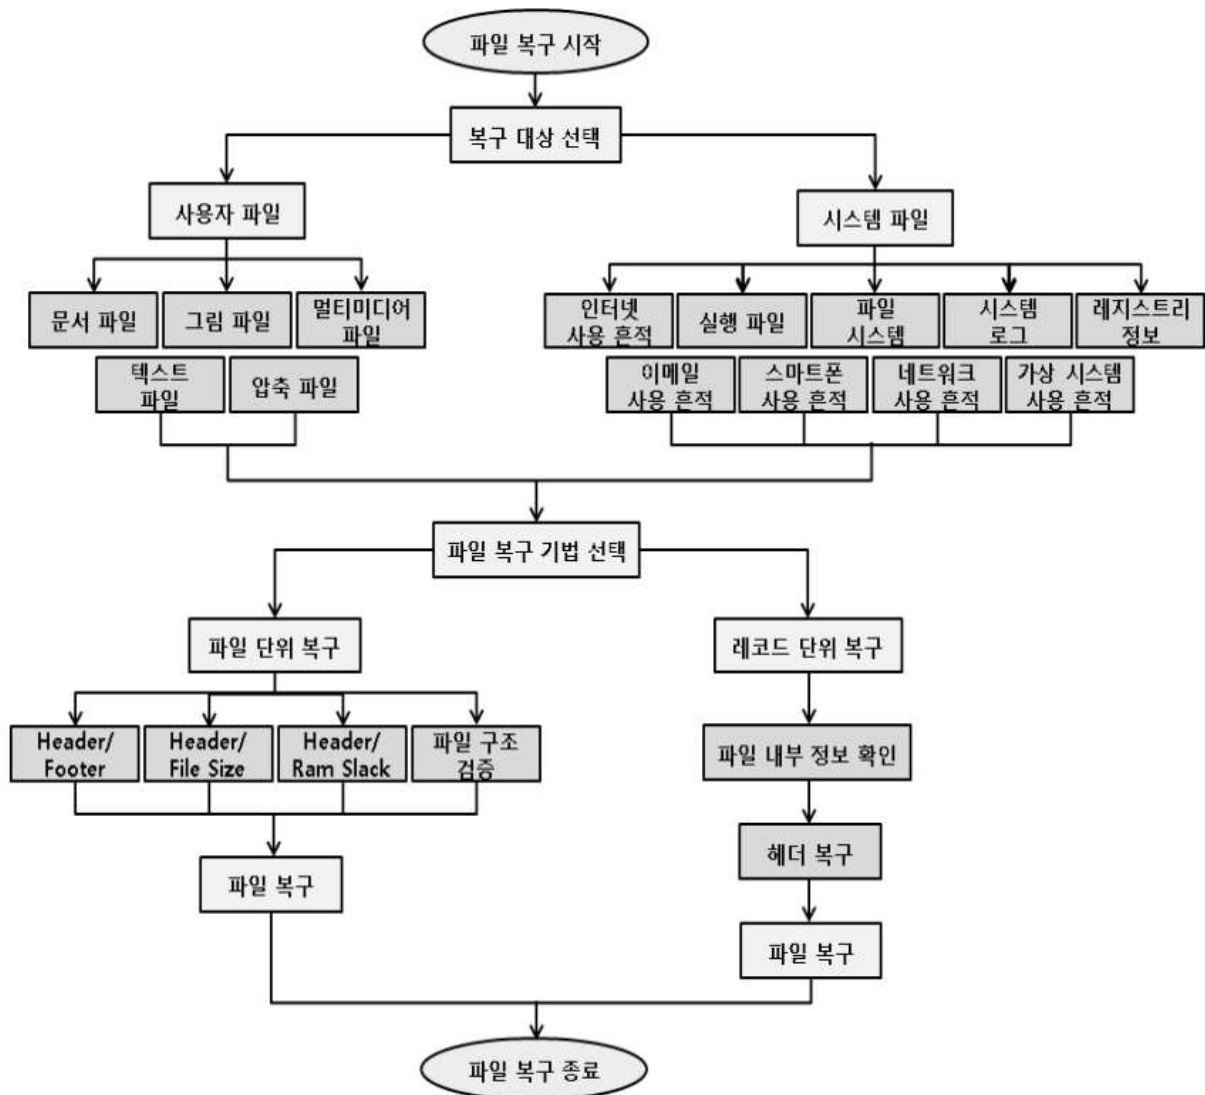 파일 복구 시작
복구 대상 선택
사용자 파일
시스템 파일
문서 파일
그림 파일
멀티미디어
파일
인터넷
사용 흔적
실행 파일
파일
시스템
시스템
로그
레지스트리
정보
텍스트
파일
압축 파일
이메일
사용 흔적
스마트폰
사용 흔적
네트워크
사용 흔적
가상 시스템
사용 흔적
파일 복구 기법 선택
파일 단위 복구
레코드 단위 복구
Header/
Footer
Header/
File Size
Header/
Ram Slack
파일 구조
검증
파일 내부 정보 확인
헤더 복구
파일 복구
파일 복구
파일 복구 종료